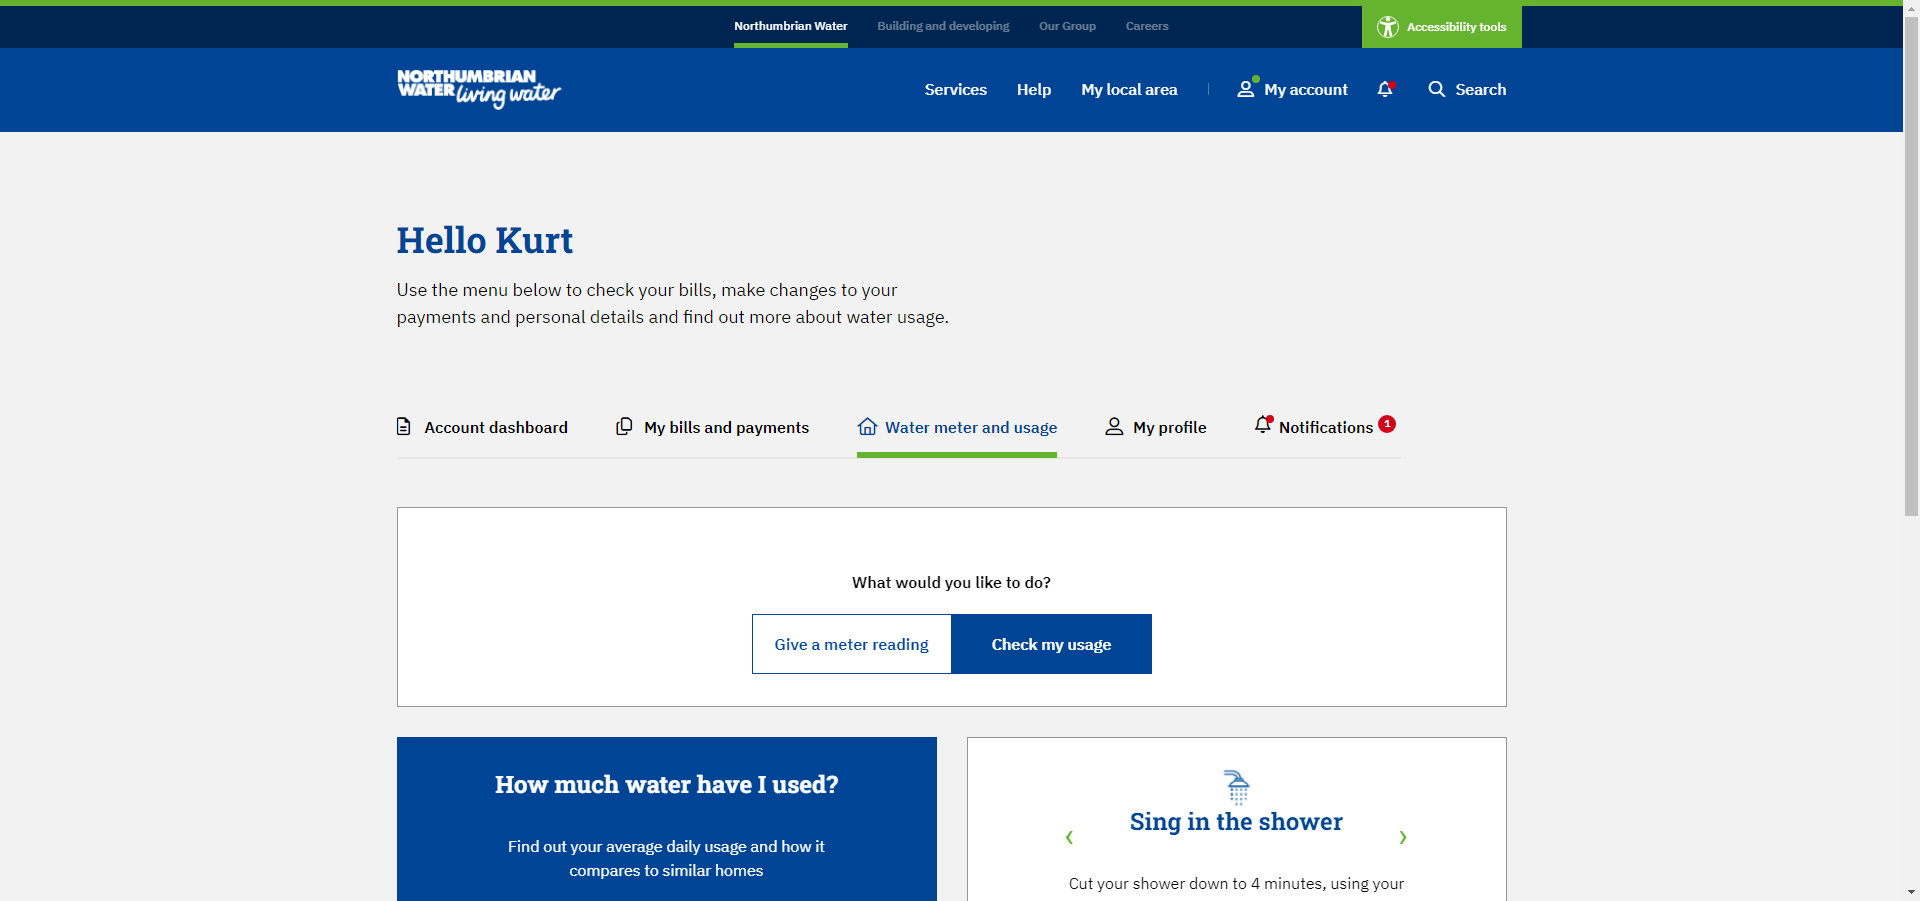 Northumbrian Water
Building and developing
Our Group
Careers
Accessibility tools
NORTHUMBRIAN
WATER living water
Services
Help
My local area
My account
Search
Hello Kurt
Use the menu below to check your bills, make changes to your
payments and personal details and find out more about water usage.
Account dashboard
My bills and payments
Water meter and usage
My profile
Notifications 1
What would you like to do?
Give a meter reading
Check my usage
How much water have I used?
Find out your average daily usage and how it
compares to similar homes
Sing in the shower
Cut your shower down to 4 minutes, using your